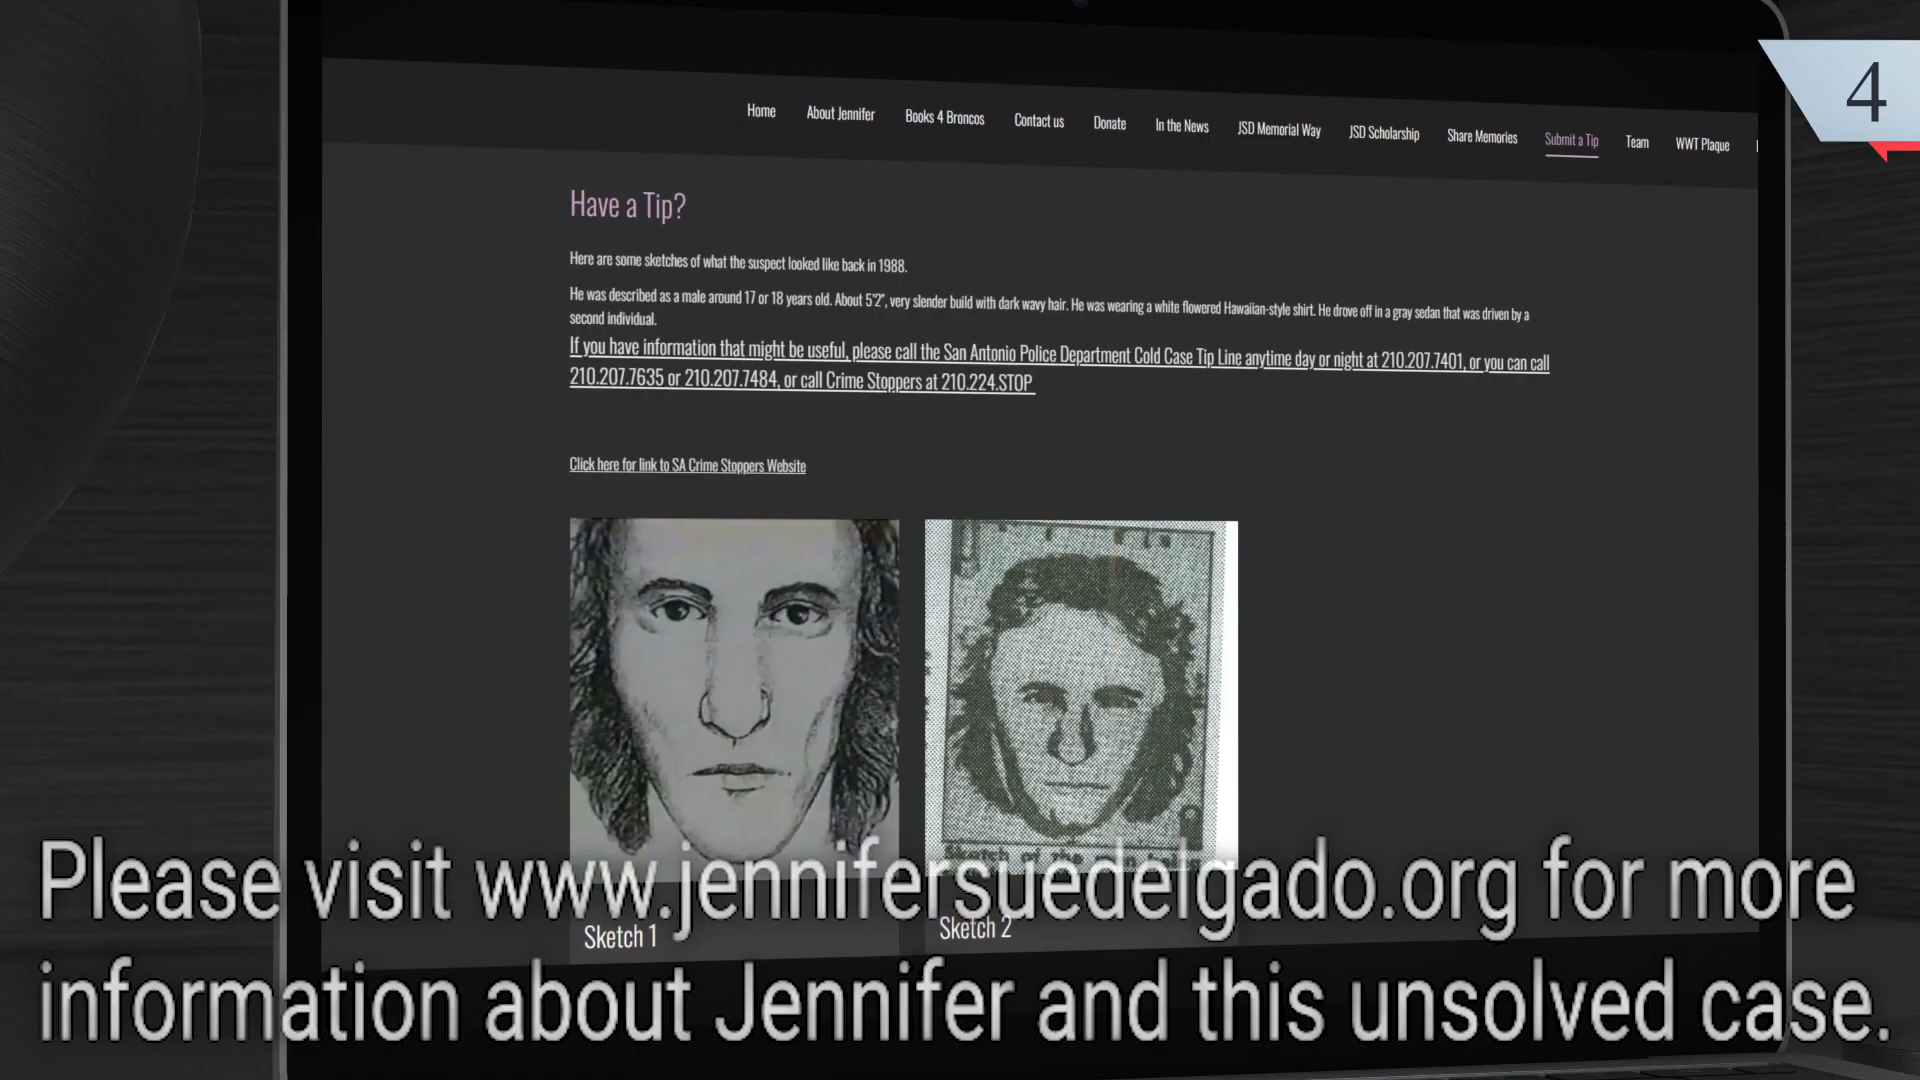 4
Home About Jennifer Books 4 Broncos Contact us Donate In the News JSD Memorial Way JSD Scholarship Share Memories Submit a Tip Team WWT Plaque
Have a Tip?
Here are some sketches of what the suspect looked like back in 1988.
He was described as a male around 17 or 18 years old. About 5'2", very slender build with dark wavy hair. He was wearing a white flowered Hawaiian-style shirt. He drove off in a gray sedan that was driven by a
second individual.
If you have information that might be useful, please call the San Antonio Police Department Cold Case Tip Line anytime day or night at 210.207.7401, or you can call
210.207.7635 or 210.207.7484, or call Crime Stoppers at 210.224.STOP
Click here for link to SA Crime Stoppers Website
Sketch 1
Sketch 2
Please visit www.jennifersuedelgado.org for more
information about Jennifer and this unsolved case.